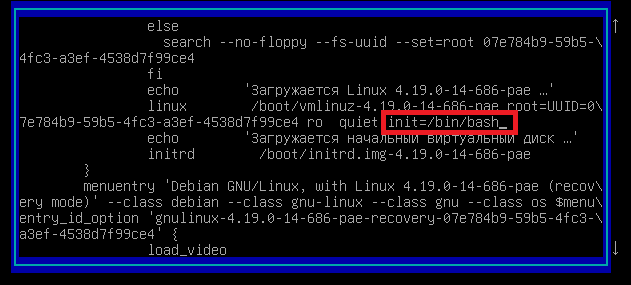 else
search --no-floppy --fs-uuid --set=root 07e784b9-59b5-\
4fc3-a3ef-4538d7f99ce4
fi
echo 'Загружается Linux 4.19.0-14-686-pae …'
linux /boot/vmlinuz-4.19.0-14-686-pae root=UUID=0\
7e784b9-59b5-4fc3-a3ef-4538d7f99ce4 ro quiet init=/bin/bash_
echo 'Загружается начальный виртуальный диск …'
initrd /boot/initrd.img-4.19.0-14-686-pae
}
menuentry 'Debian GNU/Linux, with Linux 4.19.0-14-686-pae (recov\
ery mode)' --class debian --class gnu-linux --class gnu --class os $menu\
entry_id_option 'gnulinux-4.19.0-14-686-pae-recovery-07e784b9-59b5-4fc3-\
a3ef-4538d7f99ce4' {
load_video